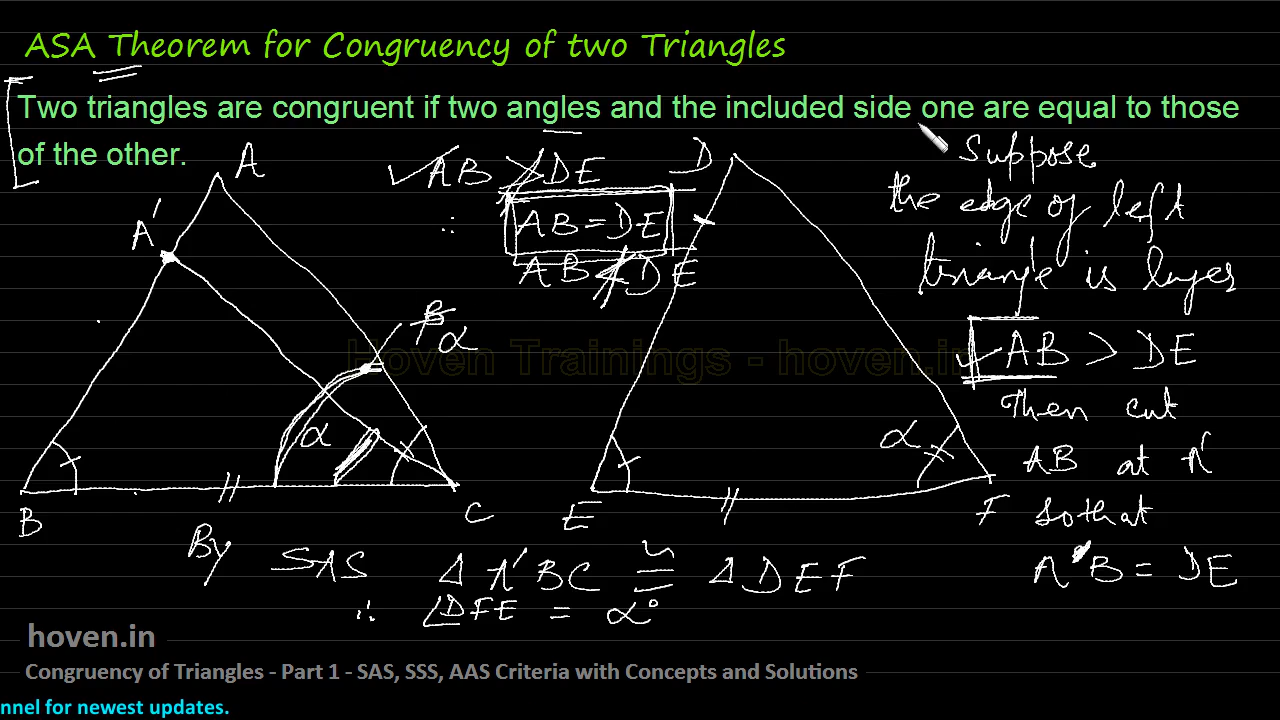 ASA Theorem for Congruency of two Triangles
Two triangles are congruent if two angles and the included side one are equal to those
of the other.
A
A'
B
C
α
β
α
AB > DE
∴ AB = DE
AB < DE
D
E
F
α
Suppose
the edge of left
triangle is larger
AB > DE
Then cut
AB at A'
so that
A'B = DE
By SAS Δ A'BC ≅ Δ DEF
∴ ∠DFE = α°
Hoven Trainings - hoven.in
hoven.in
Congruency of Triangles - Part 1 - SAS, SSS, AAS Criteria with Concepts and Solutions
nnel for newest updates.